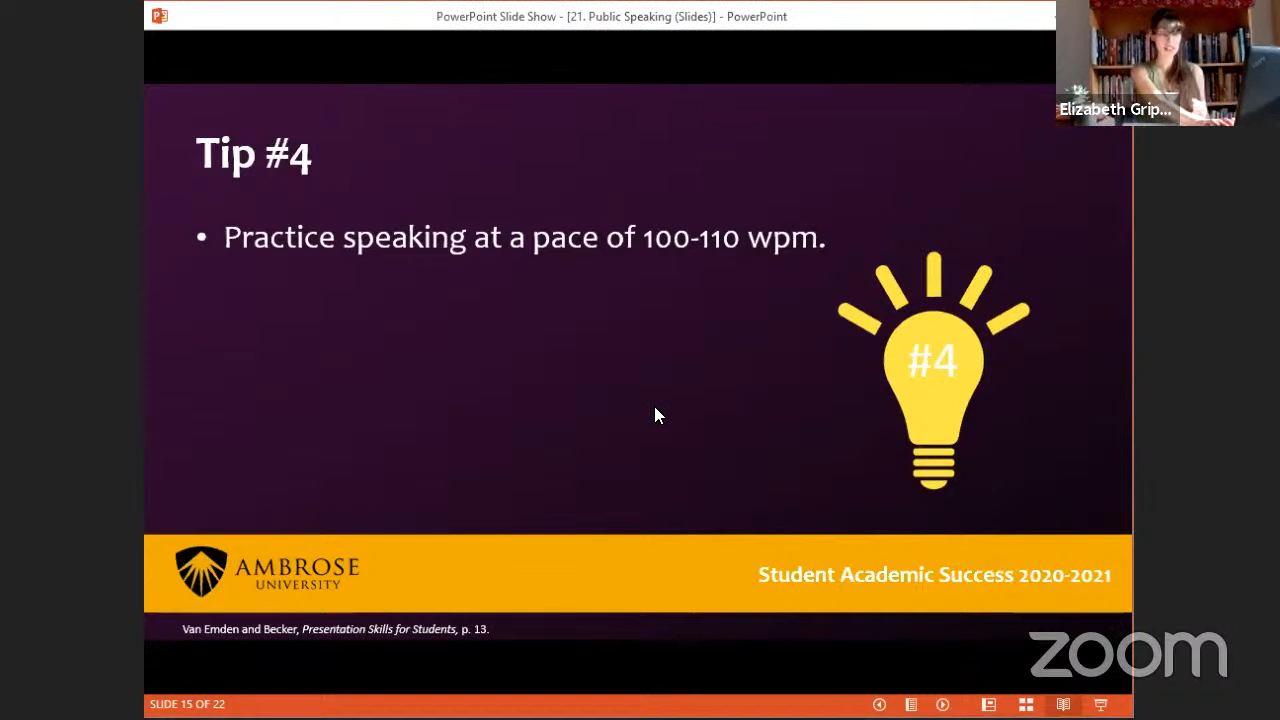 PowerPoint Slide Show - [21. Public Speaking (Slides)] - PowerPoint
Elizabeth Grip...
Tip #4
• Practice speaking at a pace of 100-110 wpm.
#4
AMBROSE
UNIVERSITY
Student Academic Success 2020-2021
Van Emden and Becker, Presentation Skills for Students, p. 13.
zoom
SLIDE 15 OF 22